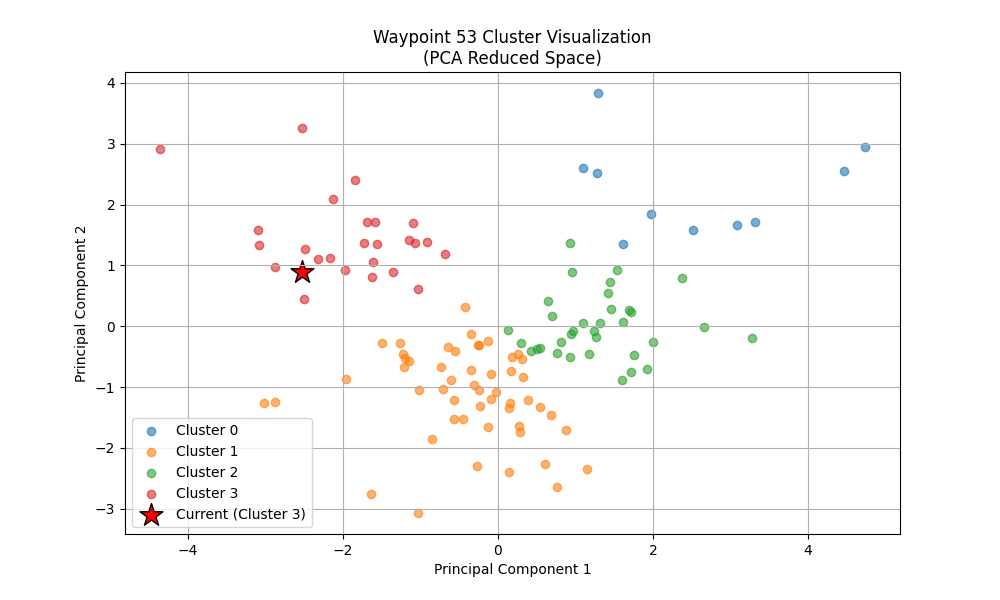 Waypoint 53 Cluster Visualization
(PCA Reduced Space)
Principal Component 2
4
3
2
1
0
−1
−2
−3
Cluster 0
Cluster 1
Cluster 2
Cluster 3
Current (Cluster 3)
−4
−2
0
2
4
Principal Component 1